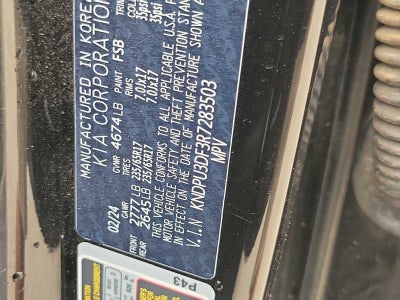 MANUFACTURED IN KOREA
KIA CORPORATION
02/24 GVWR 4674LB PAINT FSB TRIM
GAWR
FRONT 2777LB 235/65R17 7.0Jx17
REAR 2645LB 235/65R17 7.0Jx17
THIS VEHICLE CONFORMS TO ALL APPLICABLE U.S.A.
MOTOR VEHICLE SAFETY AND THEFT PREVENTION STAN
IN EFFECT ON THE DATE OF MANUFACTURE SHOWN A
V.I.N KNDPU3DF3R7283503
MPV
P43